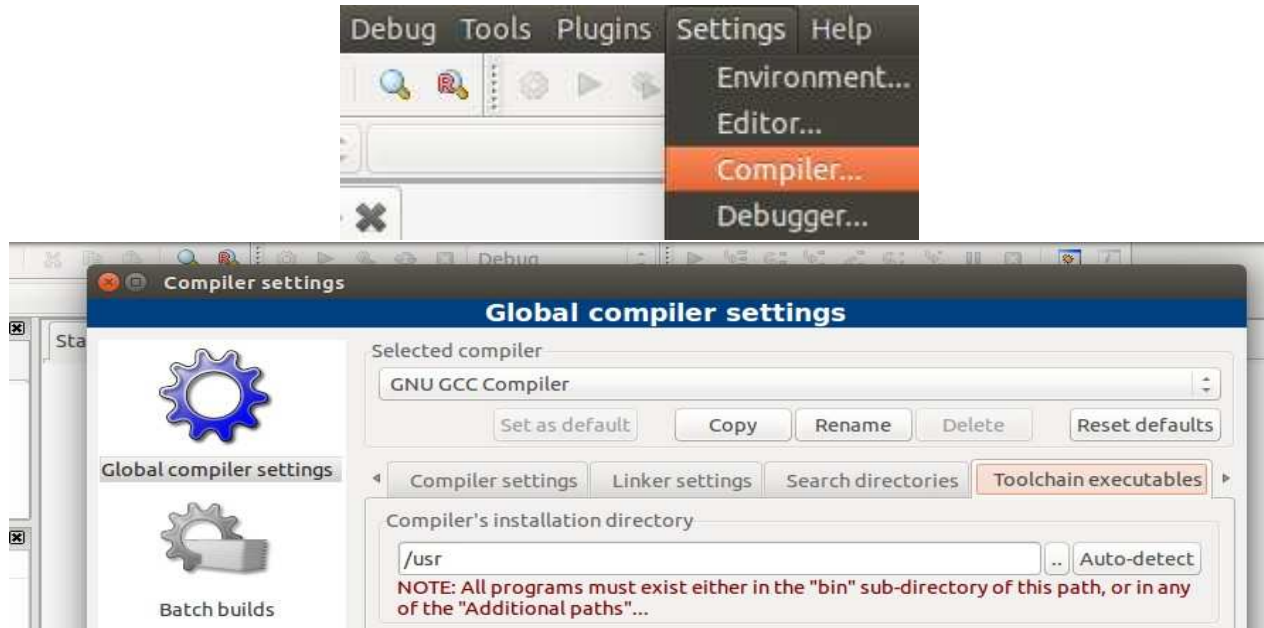 Debug Tools Plugins Settings Help
Environment...
Editor...
Compiler...
Debugger...
Debug
Compiler settings
Global compiler settings
Sta
Selected compiler
GNU GCC Compiler
Set as default Copy Rename Delete Reset defaults
Global compiler settings
Compiler settings Linker settings Search directories Toolchain executables
Compiler's installation directory
/usr .. Auto-detect
NOTE: All programs must exist either in the "bin" sub-directory of this path, or in any
of the "Additional paths"...
Batch builds